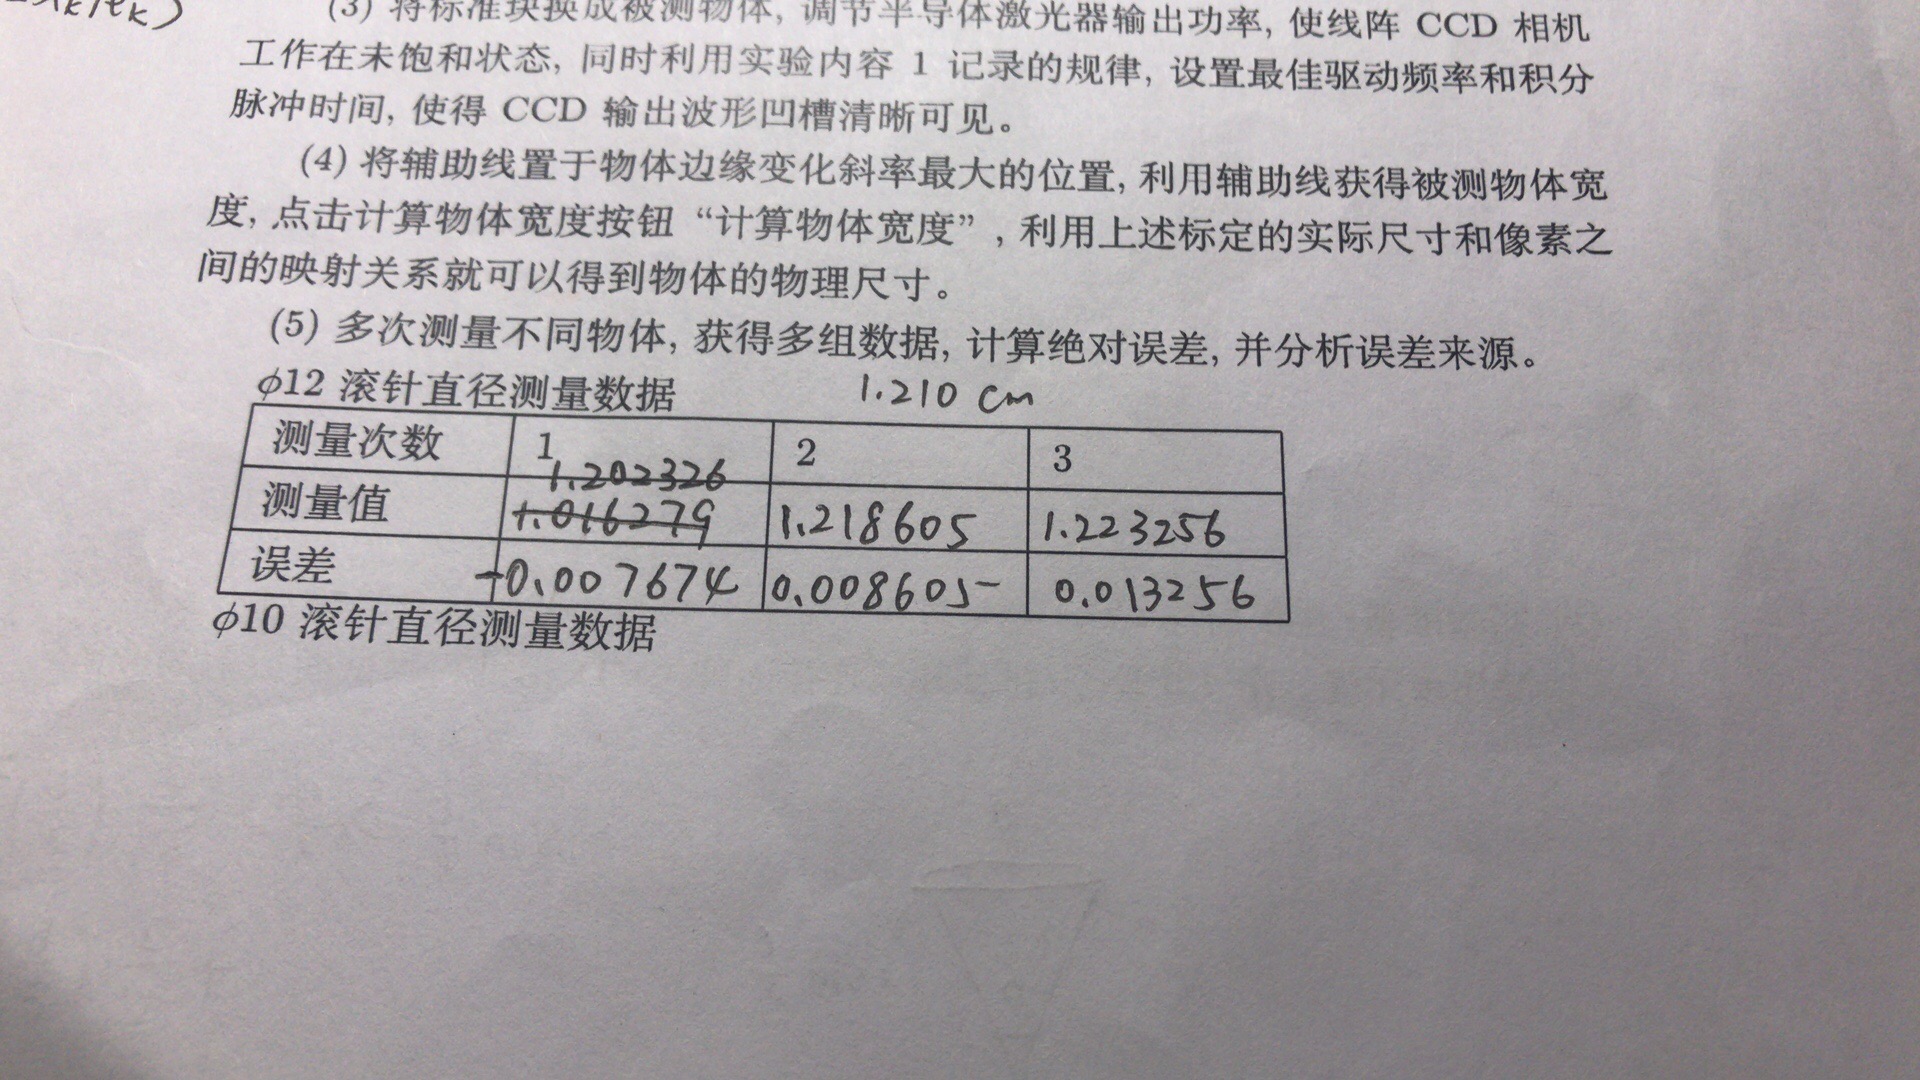 (3) 将标准块换成被测物体, 调节半导体激光器输出功率, 使线阵 CCD 相机
工作在未饱和状态, 同时利用实验内容 1 记录的规律, 设置最佳驱动频率和积分
脉冲时间, 使得 CCD 输出波形凹槽清晰可见。
(4) 将辅助线置于物体边缘变化斜率最大的位置, 利用辅助线获得被测物体宽
度, 点击计算物体宽度按钮“计算物体宽度”, 利用上述标定的实际尺寸和像素之
间的映射关系就可以得到物体的物理尺寸。
(5) 多次测量不同物体, 获得多组数据, 计算绝对误差, 并分析误差来源。
ϕ12 滚针直径测量数据 1.210 cm
测量次数 1 2 3
1.202326
测量值 1.016279 1.218605 1.223256
误差 -0.007674 0.008605 0.013256
ϕ10 滚针直径测量数据